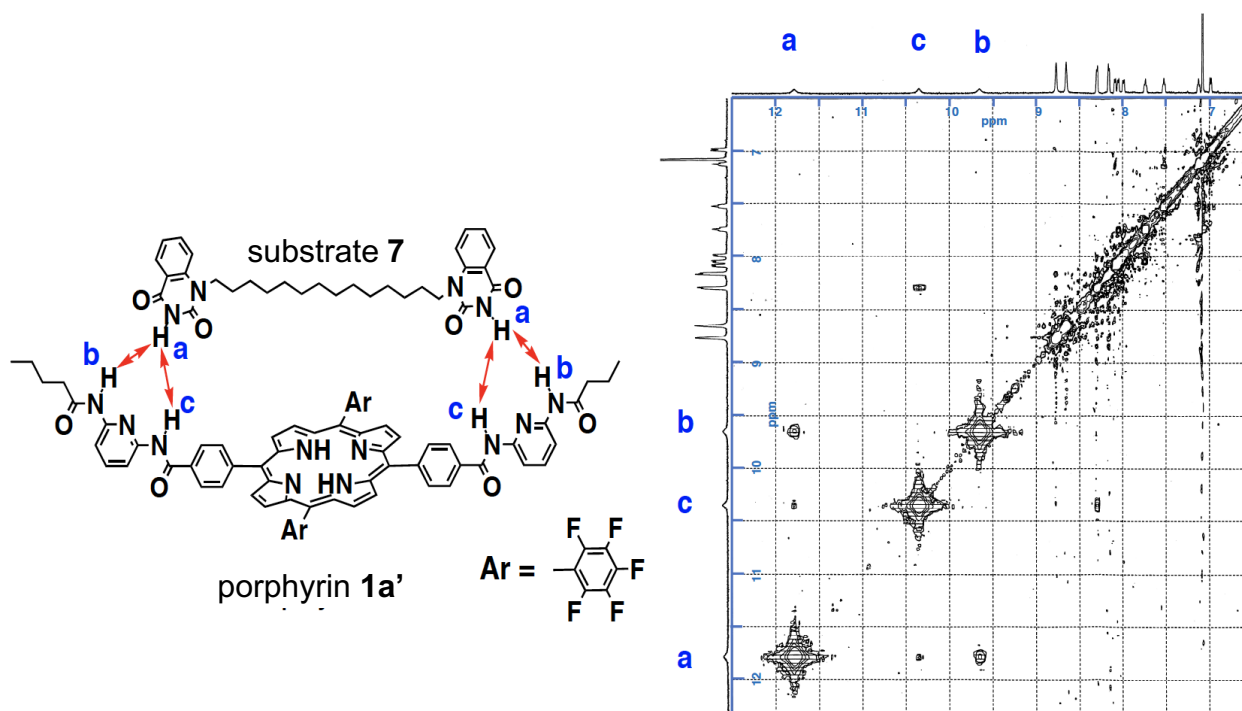 substrate 7
O
N
N
O
H
a
N
O
N
O
N
H
a
b
H
N
O
N
H
c
N
O
Ar
NH
N
N
HN
Ar
c
H
N
O
N
b
H
N
O
porphyrin 1a'
Ar =
F
F
F
F
F
a
c
b
12
11
10
9
8
7
ppm
7
8
9
10
11
12
ppm
b
c
a